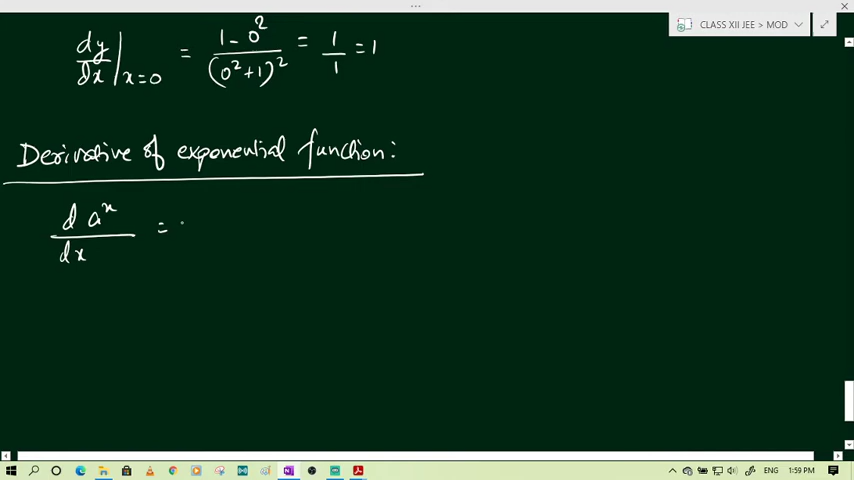 CLASS XII JEE > MOD
dy/dx|x=0 = 1-0²/(0²+1)² = 1/1 = 1
Derivative of exponential function:
d aˣ/dx =
ENG 1:59 PM